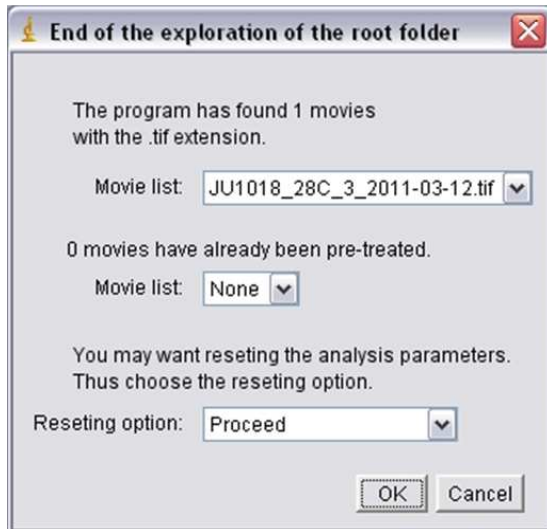 End of the exploration of the root folder
The program has found 1 movies
with the .tif extension.
Movie list: JU1018_28C_3_2011-03-12.tif
0 movies have already been pre-treated.
Movie list: None
You may want reseting the analysis parameters.
Thus choose the reseting option.
Reseting option: Proceed
OK Cancel